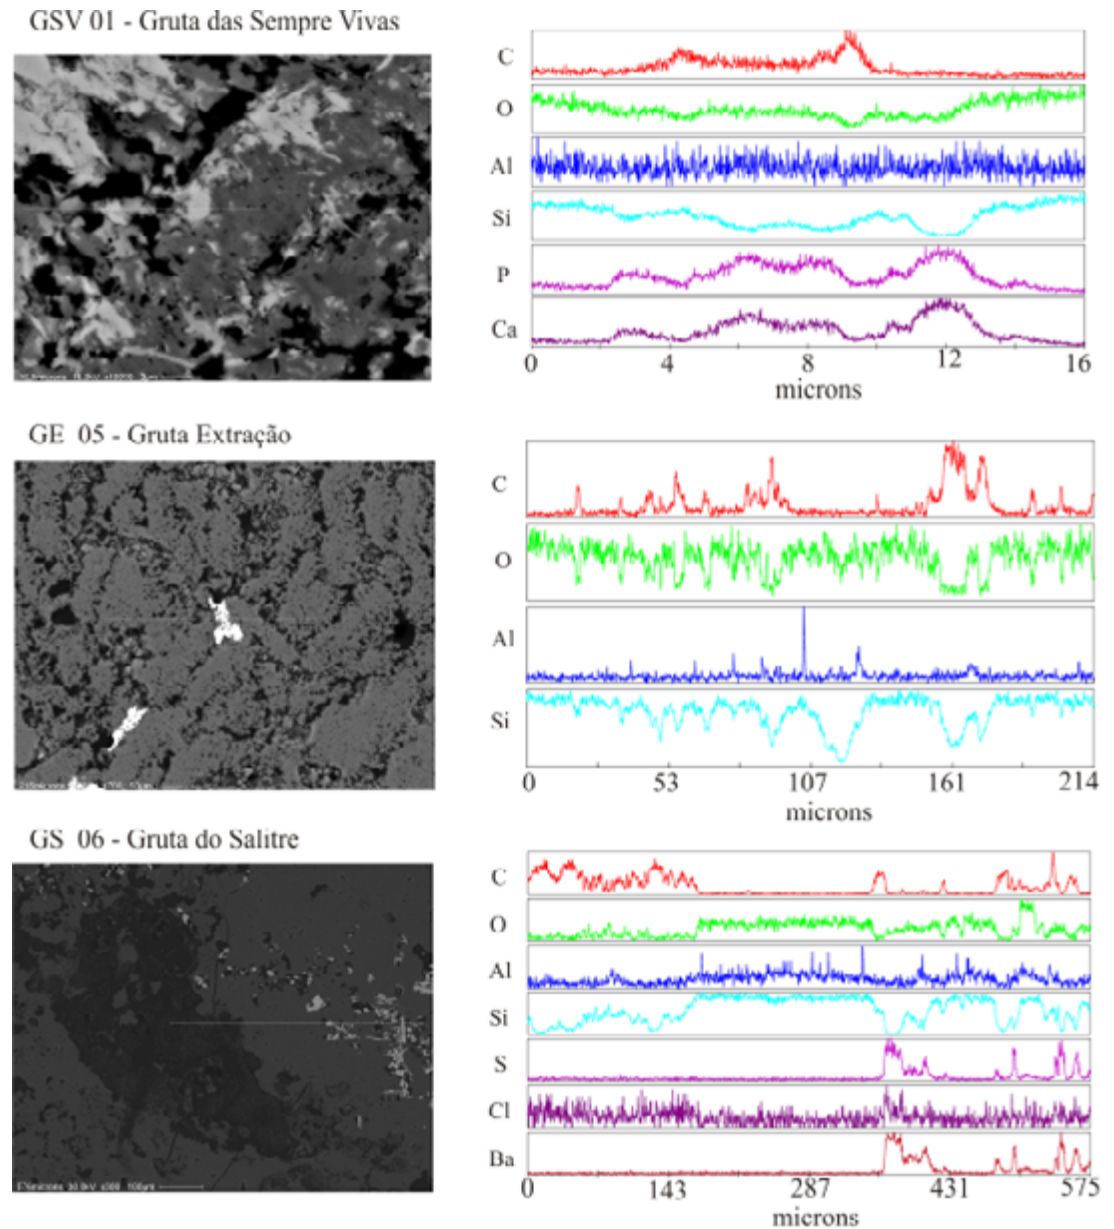 GSV 01 - Gruta das Sempre Vivas
C
O
Al
Si
P
Ca
0 4 8 12 16
microns
GE 05 - Gruta Extração
C
O
Al
Si
0 53 107 161 214
microns
GS 06 - Gruta do Salitre
C
O
Al
Si
S
Cl
Ba
0 143 287 431 575
microns